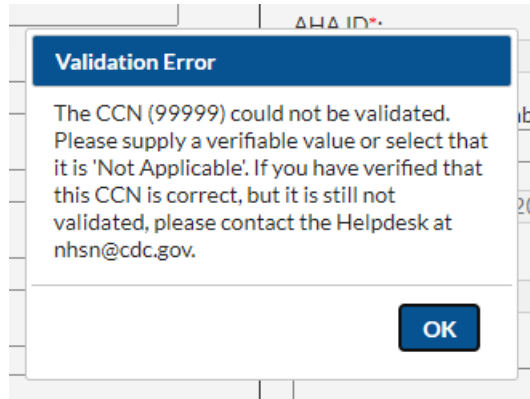 AHA ID*:
Validation Error
The CCN (99999) could not be validated.
Please supply a verifiable value or select that
it is 'Not Applicable'. If you have verified that
this CCN is correct, but it is still not
validated, please contact the Helpdesk at
nhsn@cdc.gov.
OK